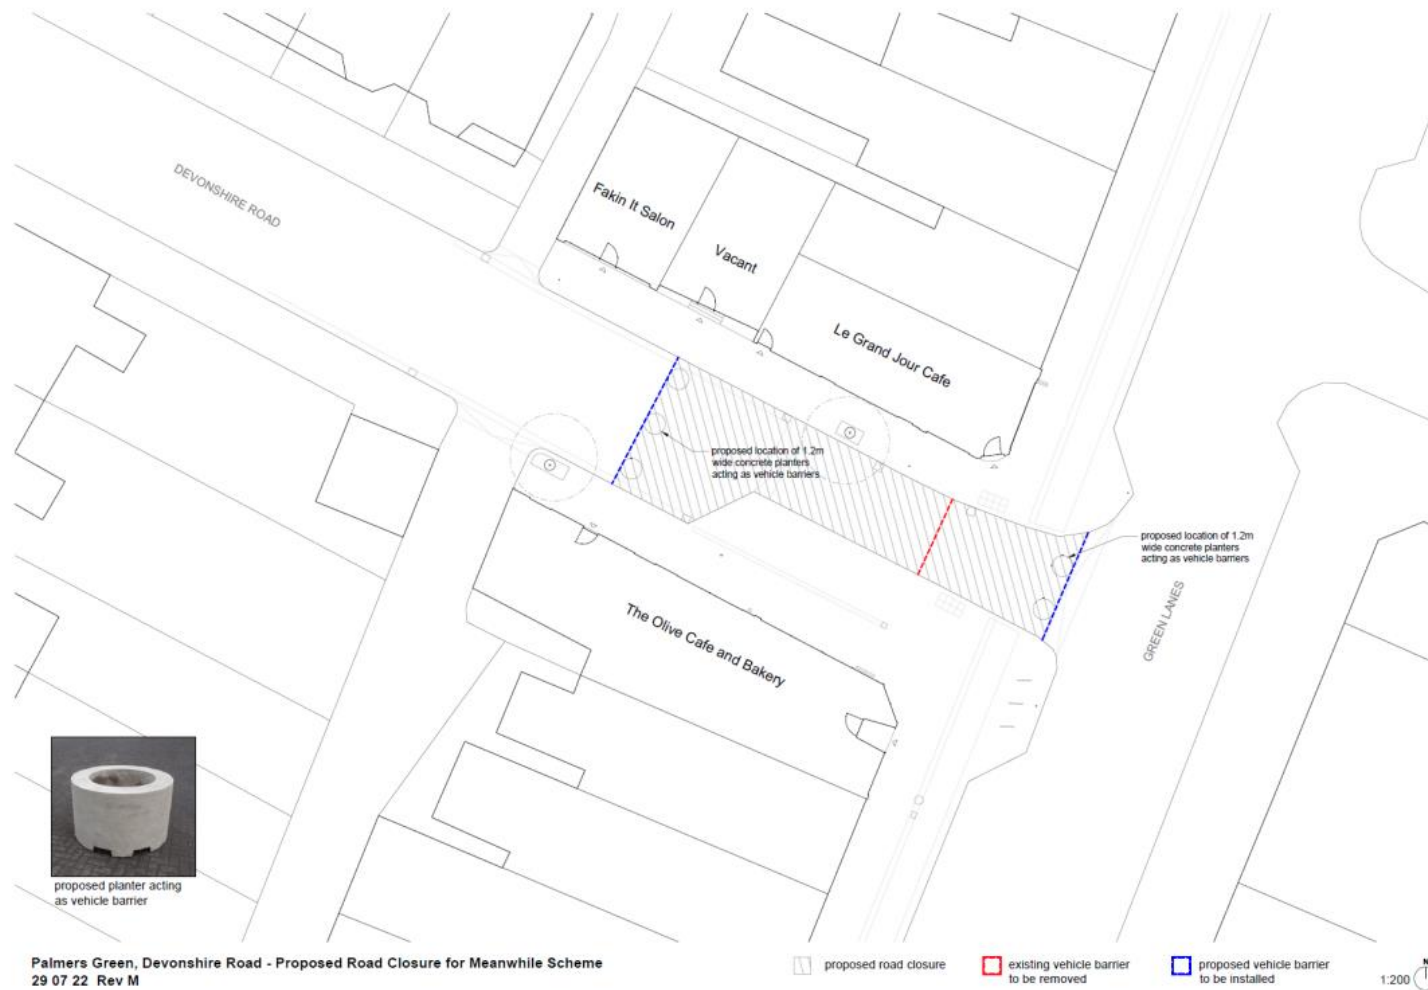 DEVONSHIRE ROAD
Fakin It Salon
Vacant
Le Grand Jour Cafe
proposed location of 1.2m
wide concrete planters
acting as vehicle barriers
proposed location of 1.2m
wide concrete planters
acting as vehicle barriers
GREEN LANES
The Olive Cafe and Bakery
proposed planter acting
as vehicle barrier
Palmers Green, Devonshire Road - Proposed Road Closure for Meanwhile Scheme
29 07 22 Rev M
proposed road closure
existing vehicle barrier
to be removed
proposed vehicle barrier
to be installed
1:200
N